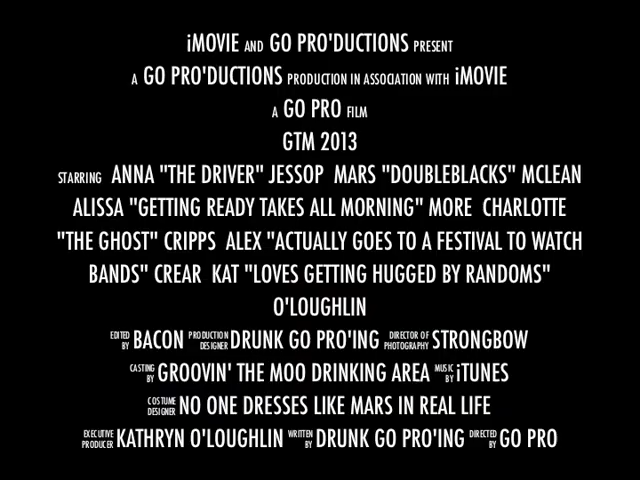 iMOVIE AND GO PRO'DUCTIONS PRESENT
A GO PRO'DUCTIONS PRODUCTION IN ASSOCIATION WITH iMOVIE
A GO PRO FILM
GTM 2013
STARRING ANNA "THE DRIVER" JESSOP MARS "DOUBLEBLACKS" MCLEAN
ALISSA "GETTING READY TAKES ALL MORNING" MORE CHARLOTTE
"THE GHOST" CRIPPS ALEX "ACTUALLY GOES TO A FESTIVAL TO WATCH
BANDS" CREAR KAT "LOVES GETTING HUGGED BY RANDOMS"
O'LOUGHLIN
EDITED BY BACON PRODUCTION DESIGNER DRUNK GO PRO'ING DIRECTOR OF PHOTOGRAPHY STRONGBOW
CASTING BY GROOVIN' THE MOO DRINKING AREA MUSIC BY iTUNES
COSTUME DESIGNER NO ONE DRESSES LIKE MARS IN REAL LIFE
EXECUTIVE PRODUCER KATHRYN O'LOUGHLIN WRITTEN BY DRUNK GO PRO'ING DIRECTED BY GO PRO